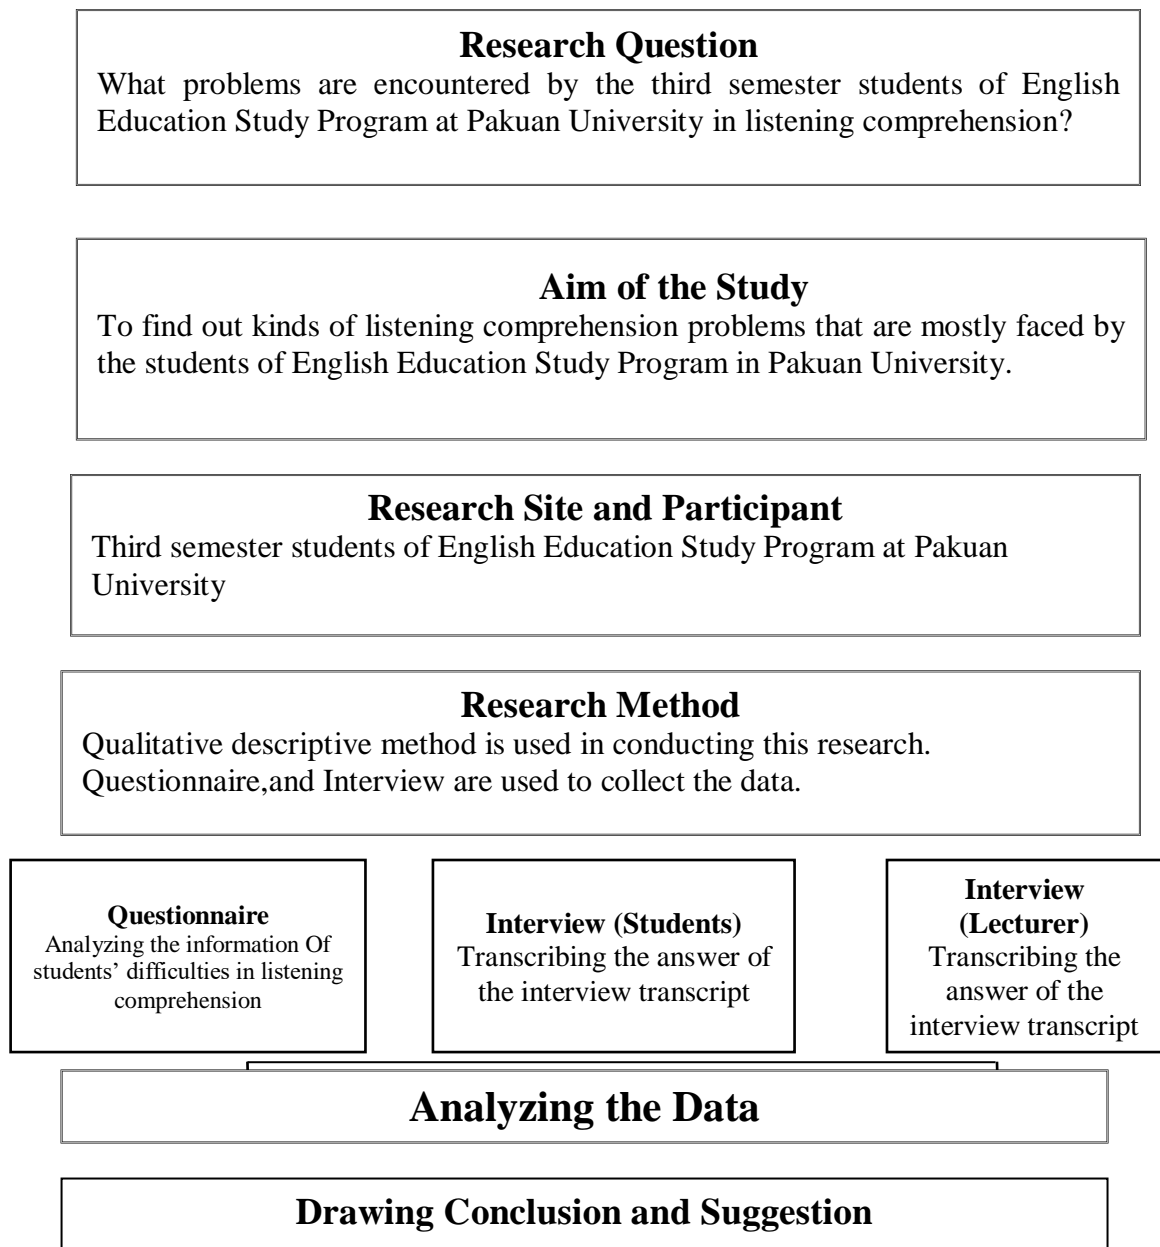 Research Question
What problems are encountered by the third semester students of English
Education Study Program at Pakuan University in listening comprehension?
Aim of the Study
To find out kinds of listening comprehension problems that are mostly faced by
the students of English Education Study Program in Pakuan University.
Research Site and Participant
Third semester students of English Education Study Program at Pakuan
University
Research Method
Qualitative descriptive method is used in conducting this research.
Questionnaire,and Interview are used to collect the data.
Questionnaire
Analyzing the information Of
students’ difficulties in listening
comprehension
Interview (Students)
Transcribing the answer of
the interview transcript
Interview
(Lecturer)
Transcribing the
answer of the
interview transcript
Analyzing the Data
Drawing Conclusion and Suggestion